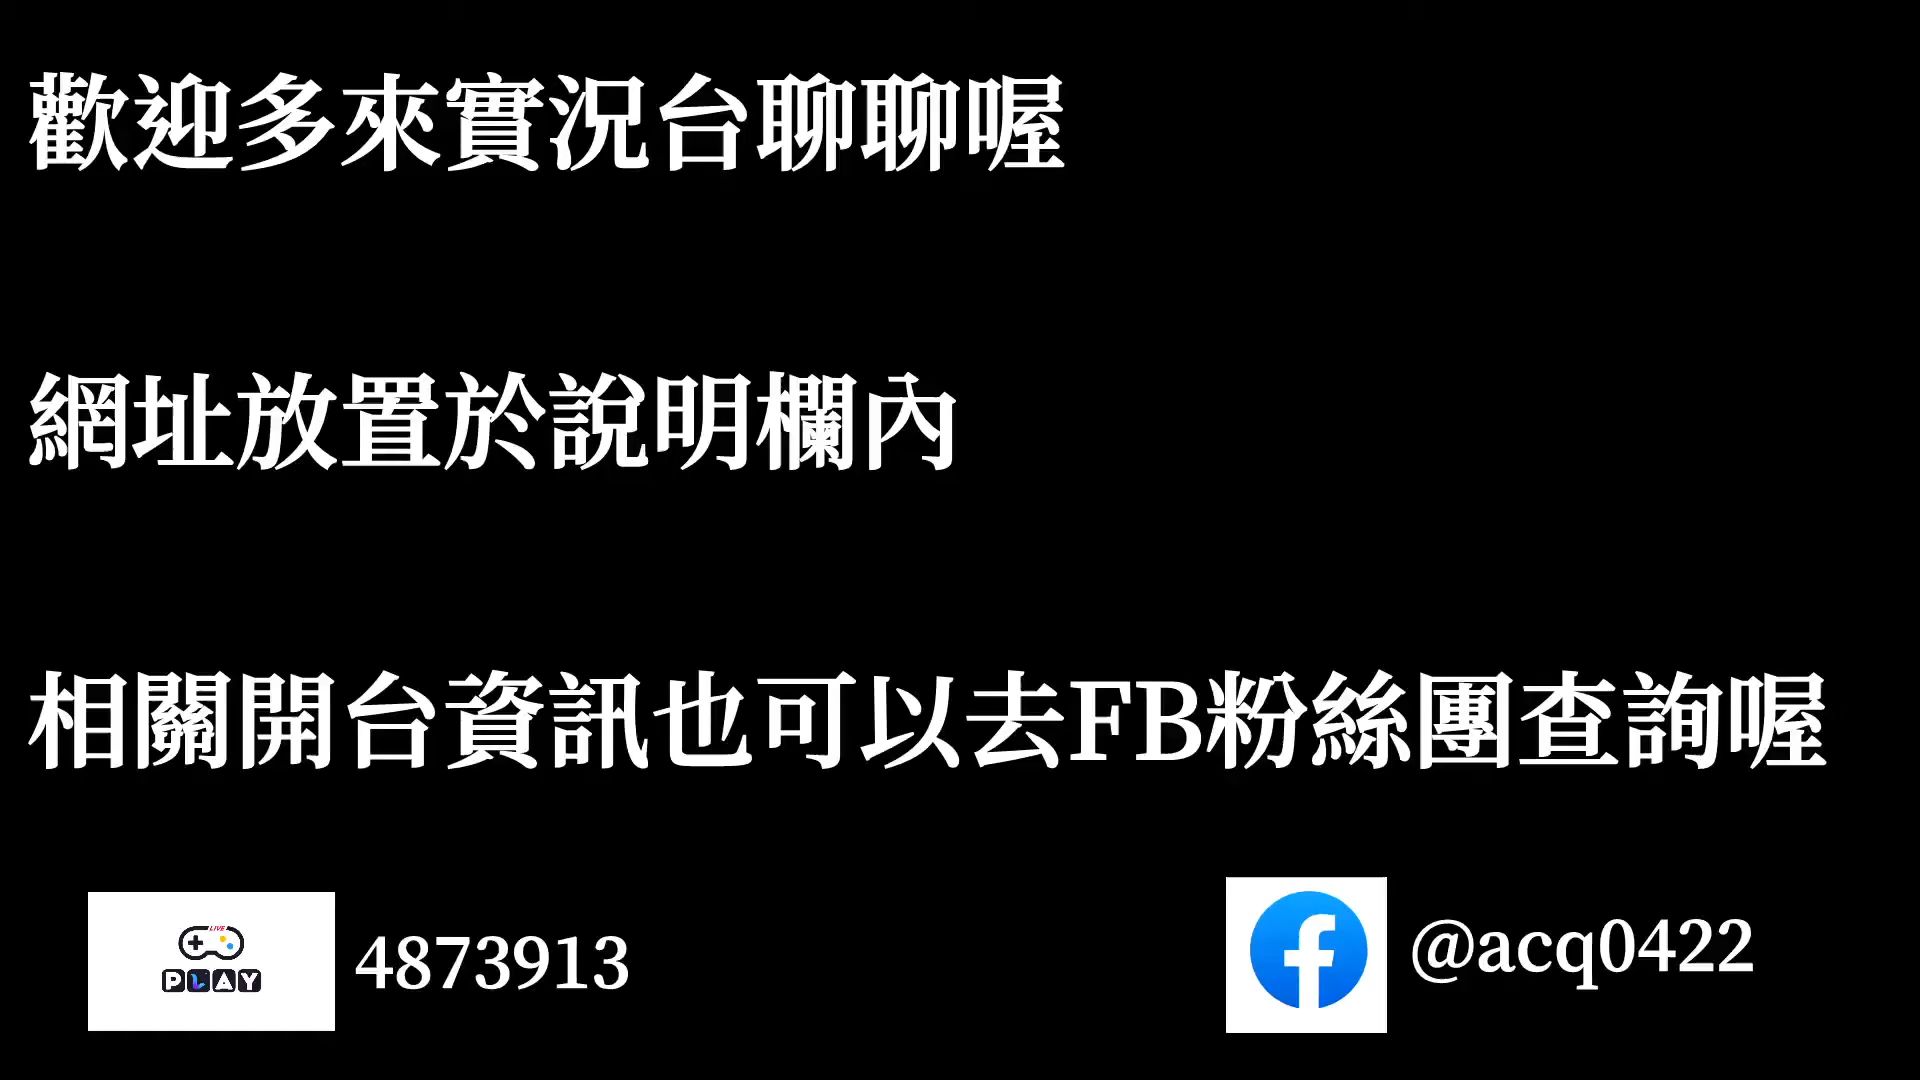 歡迎多來實況台聊聊喔
網址放置於說明欄內
相關開台資訊也可以去FB粉絲團查詢喔
LIVE
PLAY
4873913
@acq0422